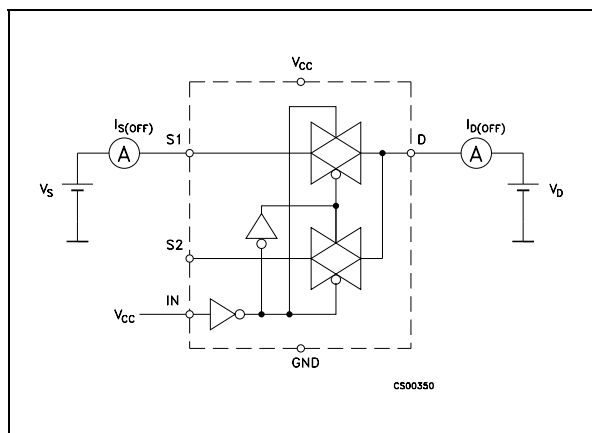 VCC
IS(OFF)
S1
D
ID(OFF)
A
A
VS
VD
S2
IN
VCC
GND
CS00350